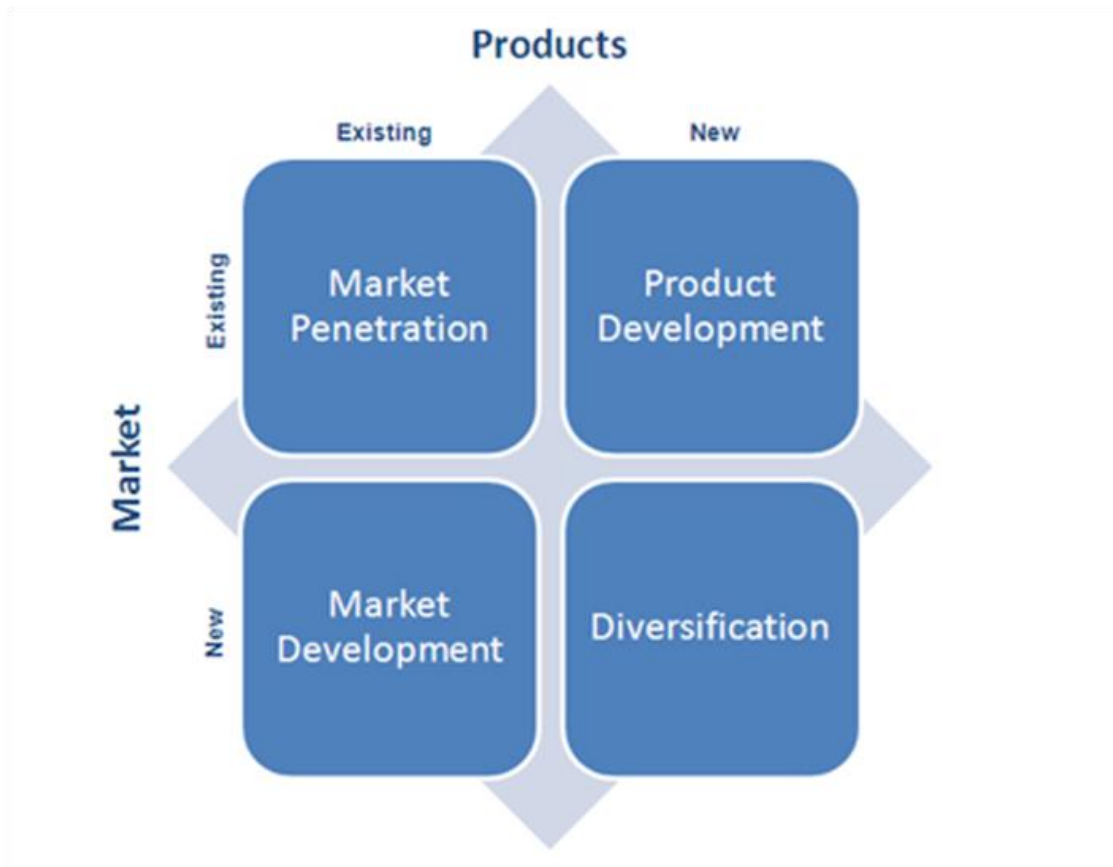 Products
Existing
New
Existing
Market
Penetration
Product
Development
Market
New
Market
Development
Diversification